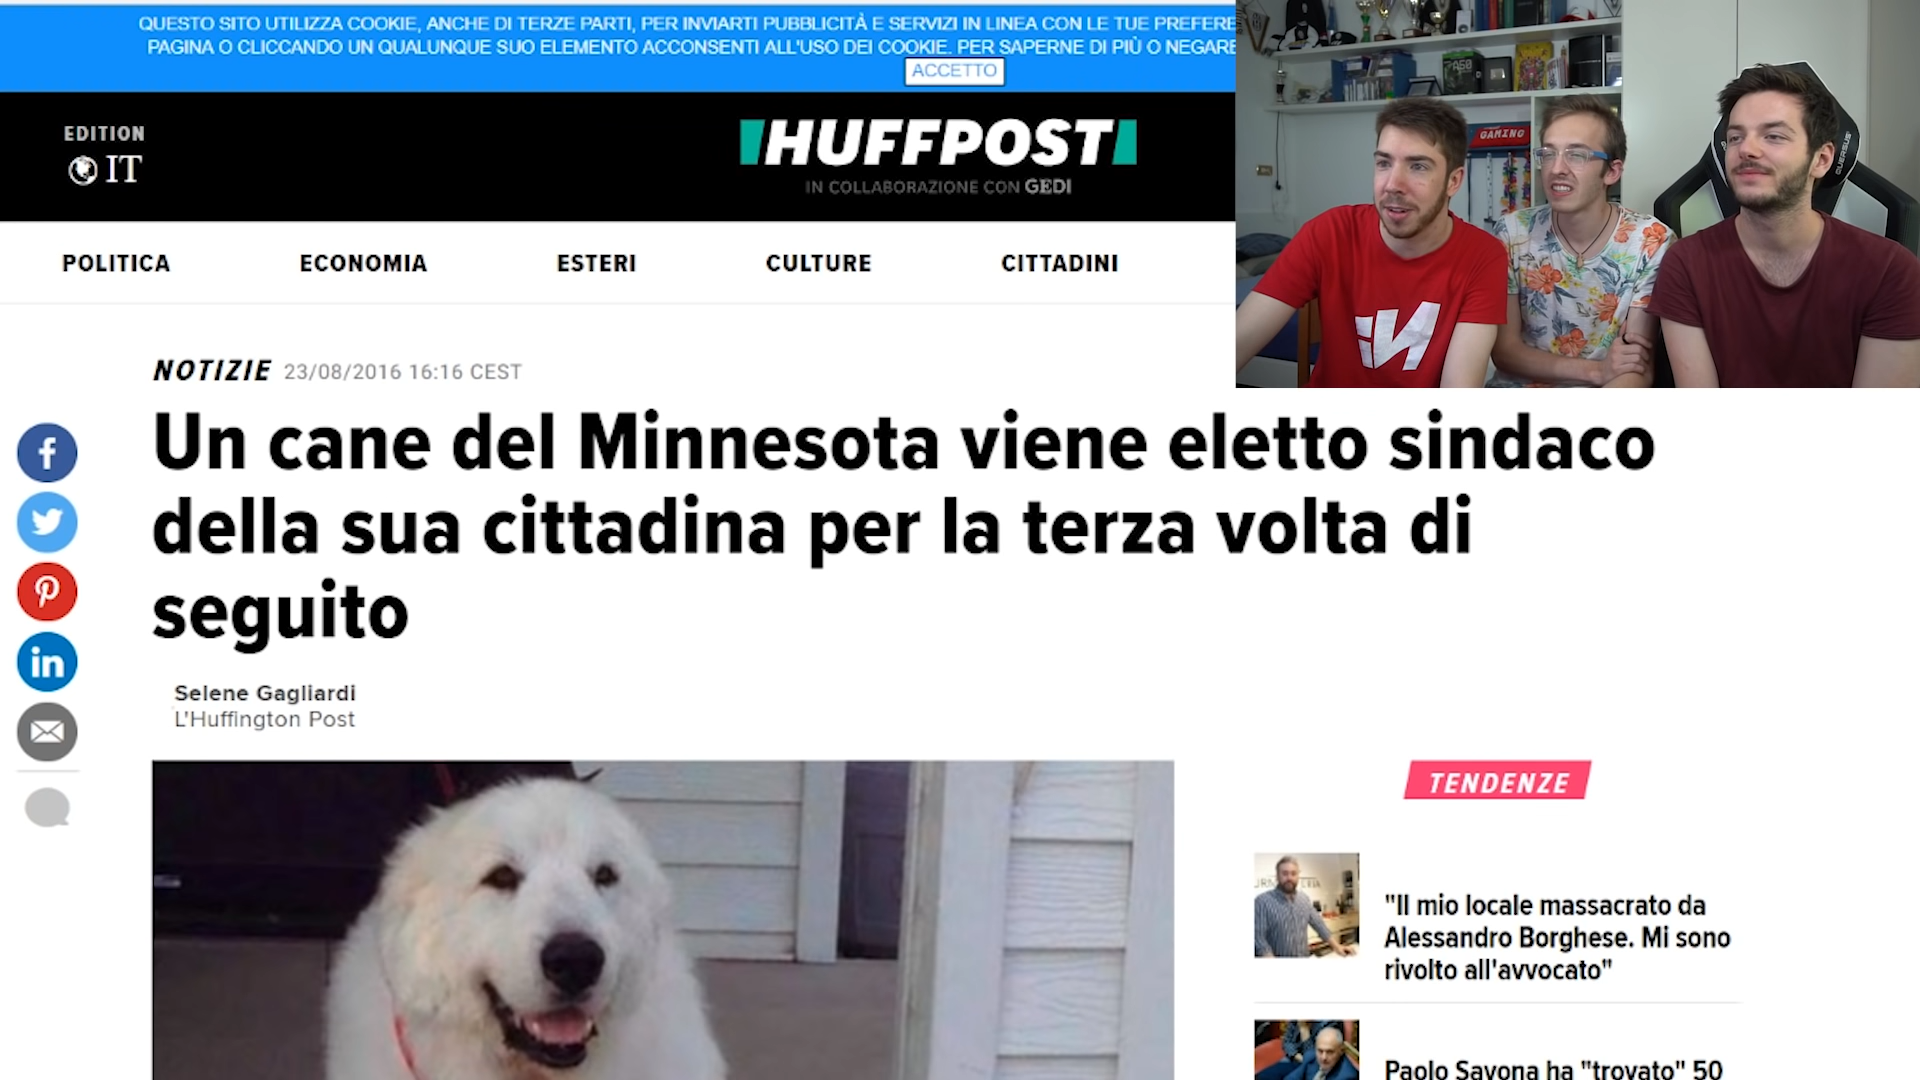 QUESTO SITO UTILIZZA COOKIE, ANCHE DI TERZE PARTI, PER INVIARTI PUBBLICITÀ E SERVIZI IN LINEA CON LE TUE
PAGINA O CLICCANDO UN QUALUNQUE SUO ELEMENTO ACCONSENTI ALL'USO DEI COOKIE. PER SAPERNE DI PIÙ O NEGARE
ACCETTO
EDITION
IT
HUFFPOST
IN COLLABORAZIONE CON GEDI
GAMING
POLITICA
ECONOMIA
ESTERI
CULTURE
CITTADINI
NOTIZIE 23/08/2016 16:16 CEST
Un cane del Minnesota viene eletto sindaco
della sua cittadina per la terza volta di
seguito
Selene Gagliardi
L'Huffington Post
TENDENZE
"Il mio locale massacrato da
Alessandro Borghese. Mi sono
rivolto all'avvocato"
Paolo Savona ha "trovato" 50